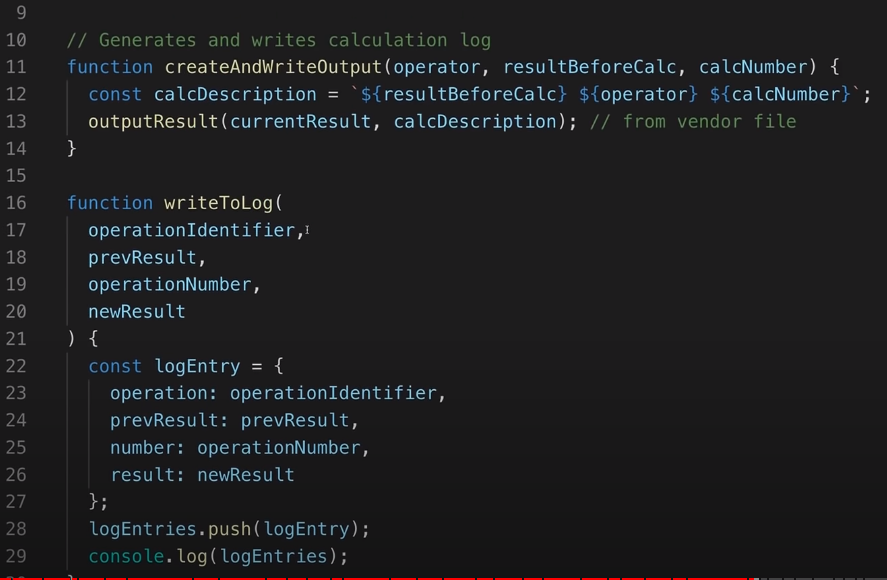 9
10 // Generates and writes calculation log
11 function createAndWriteOutput(operator, resultBeforeCalc, calcNumber) {
12 const calcDescription = `${resultBeforeCalc} ${operator} ${calcNumber}`;
13 outputResult(currentResult, calcDescription); // from vendor file
14 }
15
16 function writeToLog(
17 operationIdentifier,
18 prevResult,
19 operationNumber,
20 newResult
21 ) {
22 const logEntry = {
23 operation: operationIdentifier,
24 prevResult: prevResult,
25 number: operationNumber,
26 result: newResult
27 };
28 logEntries.push(logEntry);
29 console.log(logEntries);